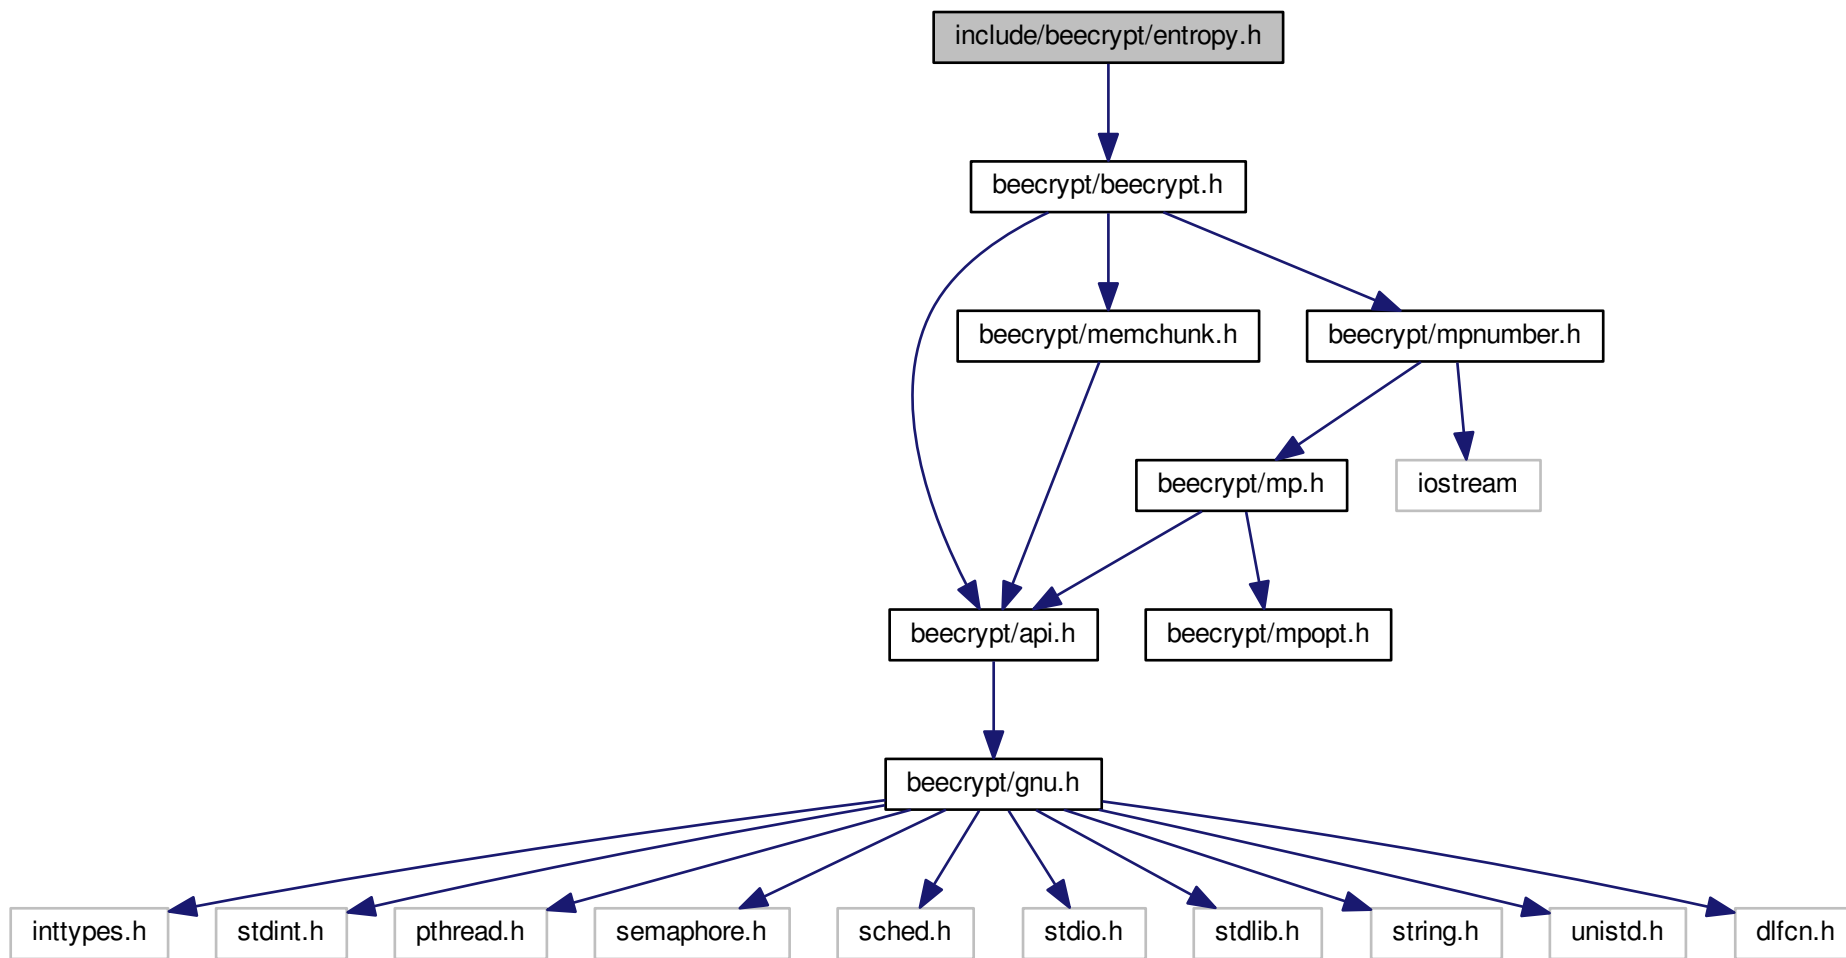 include/beecrypt/entropy.h
beecrypt/beecrypt.h
beecrypt/memchunk.h
beecrypt/mpnumber.h
beecrypt/mp.h
iostream
beecrypt/api.h
beecrypt/mpopt.h
beecrypt/gnu.h
inttypes.h
stdint.h
pthread.h
semaphore.h
sched.h
stdio.h
stdlib.h
string.h
unistd.h
dlfcn.h